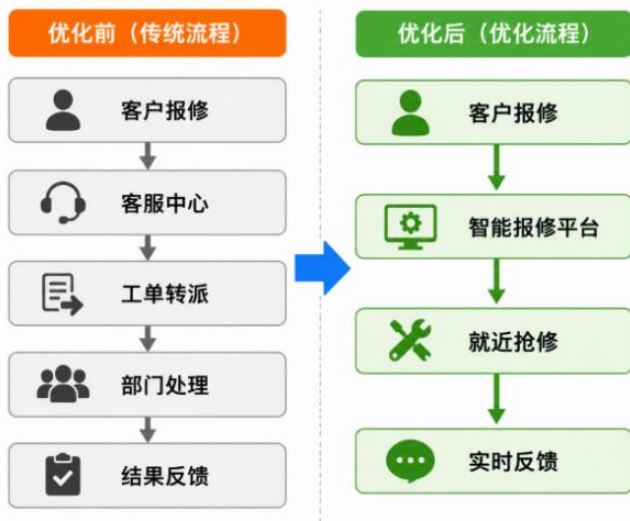 优化前（传统流程）
客户报修
客服中心
工单转派
部门处理
结果反馈
优化后（优化流程）
客户报修
智能报修平台
就近抢修
实时反馈